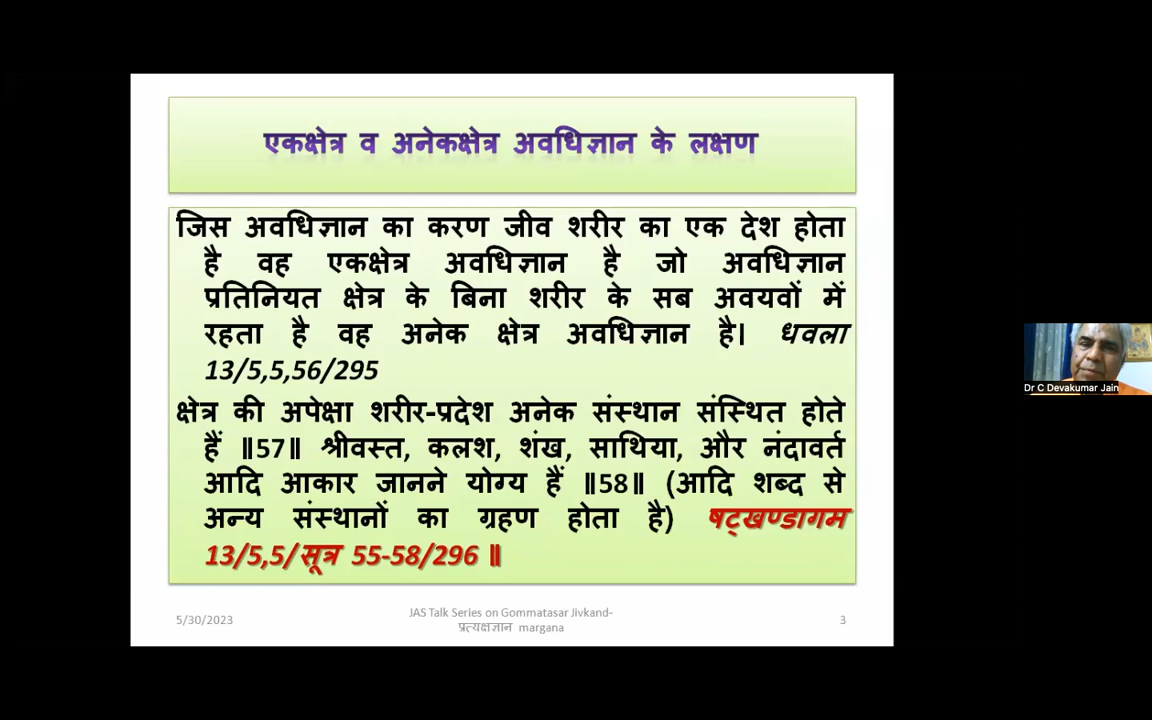 एकक्षेत्र व अनेकक्षेत्र अवधिज्ञान के लक्षण
जिस अवधिज्ञान का करण जीव शरीर का एक देश होता
है वह एकक्षेत्र अवधिज्ञान है जो अवधिज्ञान
प्रतिनियत क्षेत्र के बिना शरीर के सब अवयवों में
रहता है वह अनेक क्षेत्र अवधिज्ञान है। धवला
13/5,5,56/295
क्षेत्र की अपेक्षा शरीर-प्रदेश अनेक संस्थान संस्थित होते
हैं ॥57॥ श्रीवस्त, कलश, शंख, साथिया, और नंदावर्त
आदि आकार जानने योग्य हैं ॥58॥ (आदि शब्द से
अन्य संस्थानों का ग्रहण होता है) षट्खण्डागम
13/5,5/सूत्र 55-58/296 ॥
5/30/2023
JAS Talk Series on Gommatasar Jivkand-
प्रत्यक्षज्ञान margana
3
Dr C Devakumar Jain